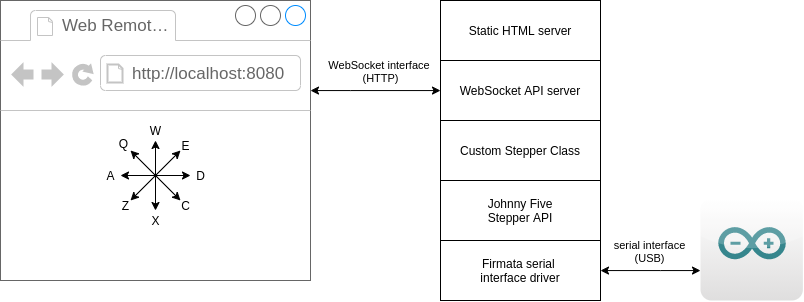 Web Remot...
http://localhost:8080
W
Q
E
A
D
Z
C
X
WebSocket interface
(HTTP)
Static HTML server
WebSocket API server
Custom Stepper Class
Johnny Five
Stepper API
Firmata serial
interface driver
serial interface
(USB)